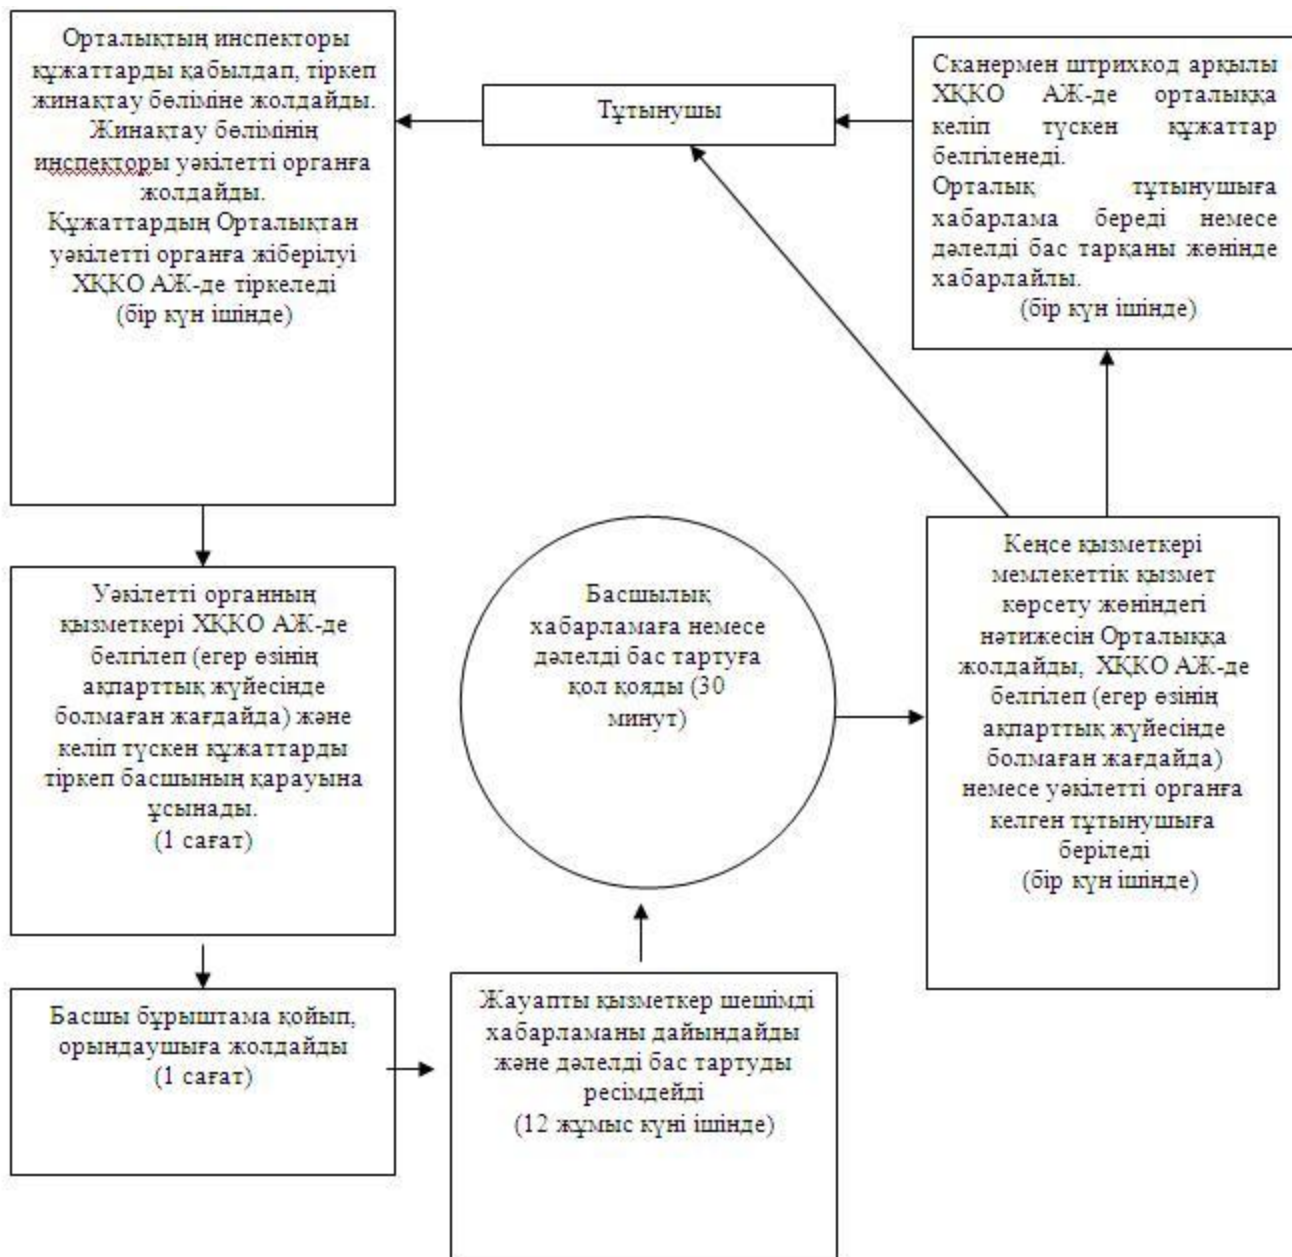 Орталықтың инспекторы
құжаттарды қабылдап, тіркеп
жинақтау бөліміне жолдайды.
Жинақтау бөлімінің
инспекторы уәкілетті органға
жолдайды.
Құжаттардың Орталықтан
уәкілетті органға жіберілуі
ХҚКО АЖ-де тіркеледі
(бір күн ішінде)
Тұтынушы
Сканермен штрихкод арқылы
ХҚКО АЖ-де орталыққа
келіп түскен құжаттар
белгіленеді.
Орталық тұтынушыға
хабарлама береді немесе
дәлелді бас тарқаны жөнінде
хабарлайлы.
(бір күн ішінде)
Уәкілетті органның
қызметкері ХҚКО АЖ-де
белгілеп (егер өзінің
ақпарттық жүйесінде
болмаған жағдайда) және
келіп түскен құжаттарды
тіркеп басшының қарауына
ұсынады.
(1 сағат)
Басшылық
хабарламаға немесе
дәлелді бас тартуға
қол қояды (30
минут)
Кеңсе қызметкері
мемлекеттік қызмет
көрсету жөніндегі
нәтижесін Орталыққа
жолдайды, ХҚКО АЖ-де
белгілеп (егер өзінің
ақпарттық жүйесінде
болмаған жағдайда)
немесе уәкілетті органға
келген тұтынушыға
беріледі
(бір күн ішінде)
Басшы бұрыштама қойып,
орындаушыға жолдайды
(1 сағат)
Жауапты қызметкер шешімді
хабарламаны дайындайды
және дәлелді бас тартуды
ресімдейді
(12 жұмыс күні ішінде)